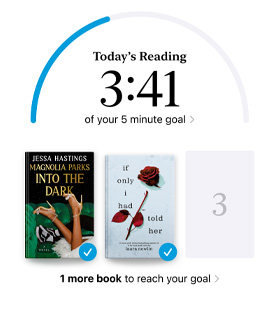 Today's Reading
3:41
of your 5 minute goal >
JESSA HASTINGS
MAGNOLIA PARKS
INTO THE
DARK
A NOVEL
if
only
i
had
told
her
laura nowlin
3
1 more book to reach your goal >